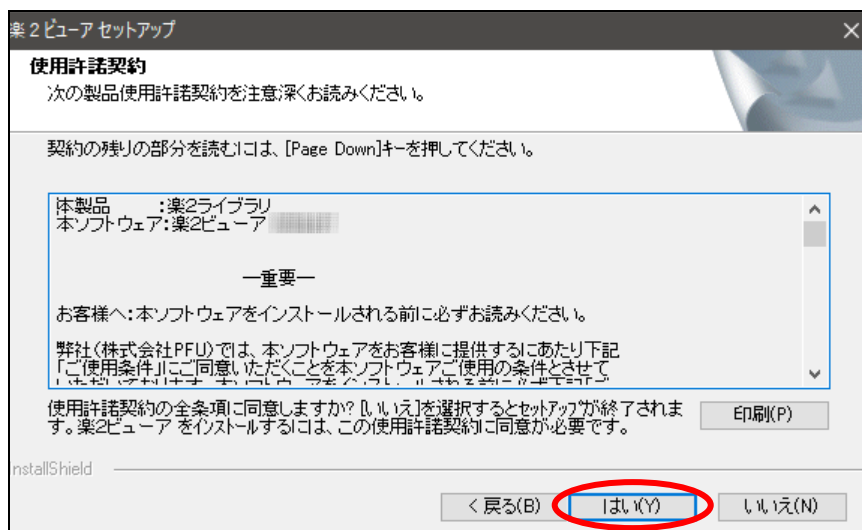 楽2ビューア セットアップ
使用許諾契約
次の製品使用許諾契約を注意深くお読みください。
契約の残りの部分を読むには、[Page Down]キーを押してください。
本製品　　:楽2ライブラリ
本ソフトウェア:楽2ビューア
―重要―
お客様へ:本ソフトウェアをインストールされる前に必ずお読みください。
弊社(株式会社PFU)では、本ソフトウェアをお客様に提供するにあたり下記
「ご使用条件」にご同意いただくことを本ソフトウェアご使用の条件とさせて
使用許諾契約の全条項に同意しますか? [いいえ]を選択するとセットアップが終了されま
す。楽2ビューア をインストールするには、この使用許諾契約に同意が必要です。
印刷(P)
nstallShield
< 戻る(B)
はい(Y)
いいえ(N)